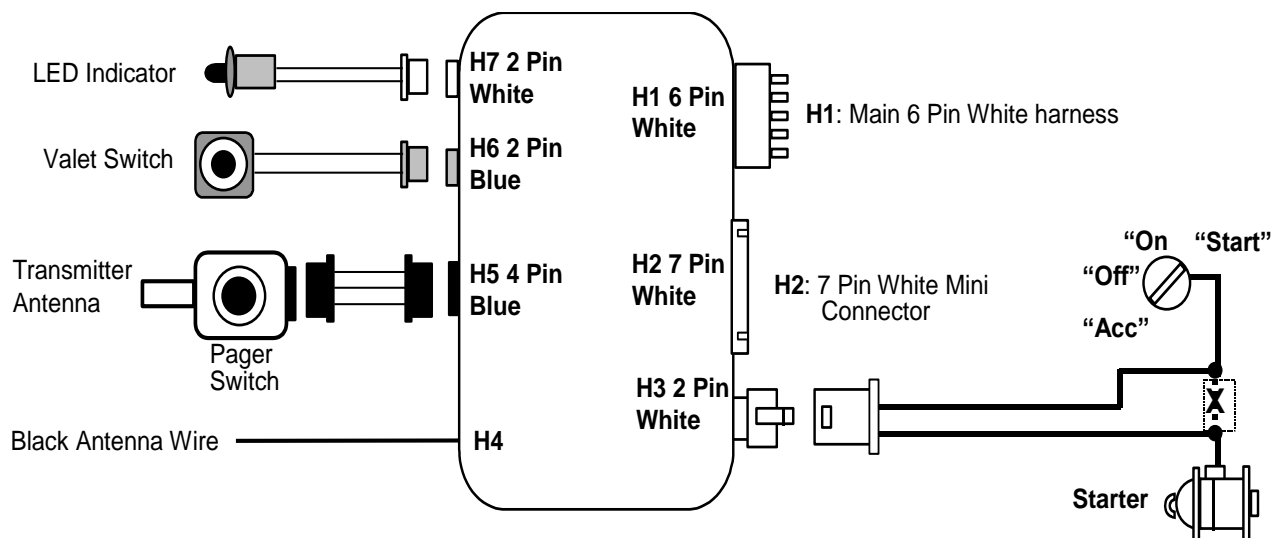 LED Indicator
H7 2 Pin
White
Valet Switch
H6 2 Pin
Blue
Transmitter
Antenna
H5 4 Pin
Blue
Pager
Switch
Black Antenna Wire
H4
H1 6 Pin
White
H1: Main 6 Pin White harness
H2 7 Pin
White
H2: 7 Pin White Mini
Connector
H3 2 Pin
White
“On “Start”
“Off”
“Acc”
X
Starter